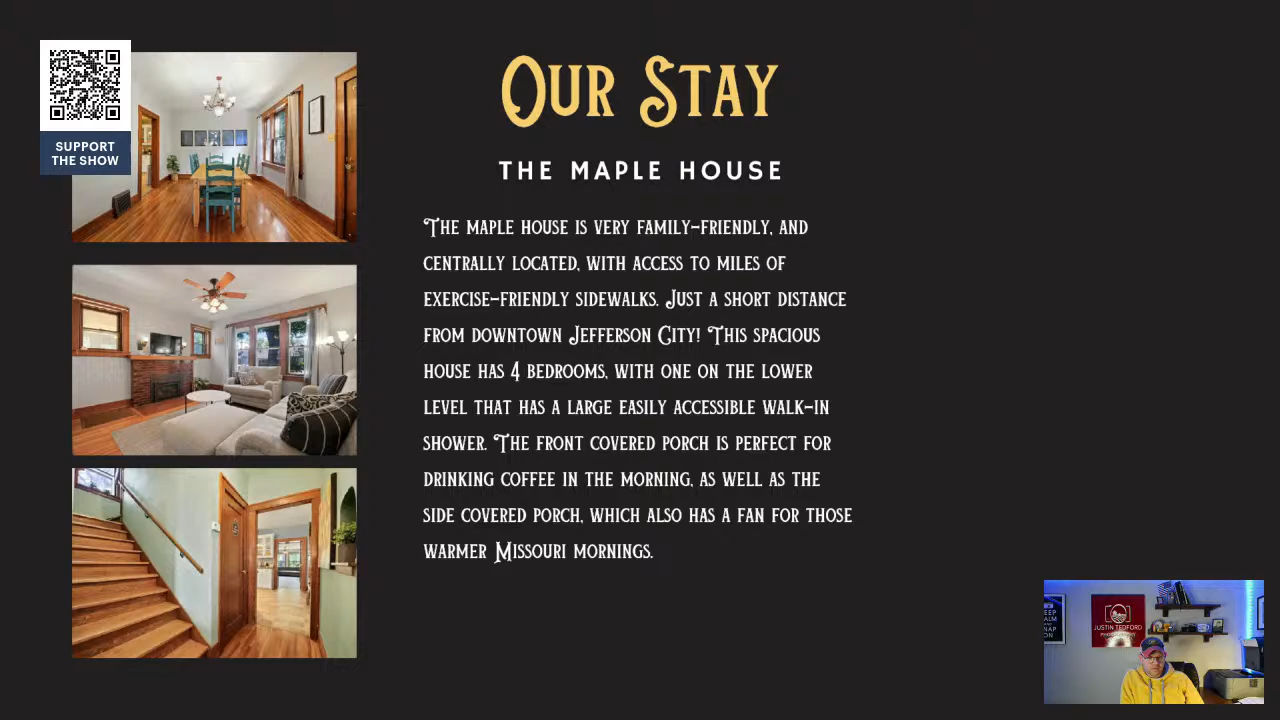 SUPPORT
THE SHOW
Our Stay
THE MAPLE HOUSE
The maple house is very family-friendly, and
centrally located, with access to miles of
exercise-friendly sidewalks. Just a short distance
from downtown Jefferson City! This spacious
house has 4 bedrooms, with one on the lower
level that has a large easily accessible walk-in
shower. The front covered porch is perfect for
drinking coffee in the morning, as well as the
side covered porch, which also has a fan for those
warmer Missouri mornings.
JUSTIN TEDFORD